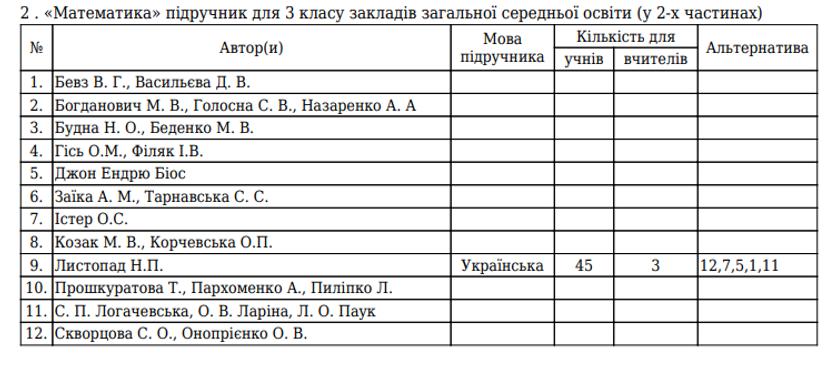 2 . «Математика» підручник для 3 класу закладів загальної середньої освіти (у 2-х частинах)
№ Автор(и) Мова підручника Кількість для Альтернатива
учнів вчителів
1. Бевз В. Г., Васильєва Д. В.
2. Богданович М. В., Голосна С. В., Назаренко А. А
3. Будна Н. О., Беденко М. В.
4. Гісь О.М., Філяк І.В.
5. Джон Ендрю Біос
6. Заїка А. М., Тарнавська С. С.
7. Істер О.С.
8. Козак М. В., Корчевська О.П.
9. Листопад Н.П. Українська 45 3 12,7,5,1,11
10. Прошкуратова Т., Пархоменко А., Пиліпко Л.
11. С. П. Логачевська, О. В. Ларіна, Л. О. Паук
12. Скворцова С. О., Онопрієнко О. В.